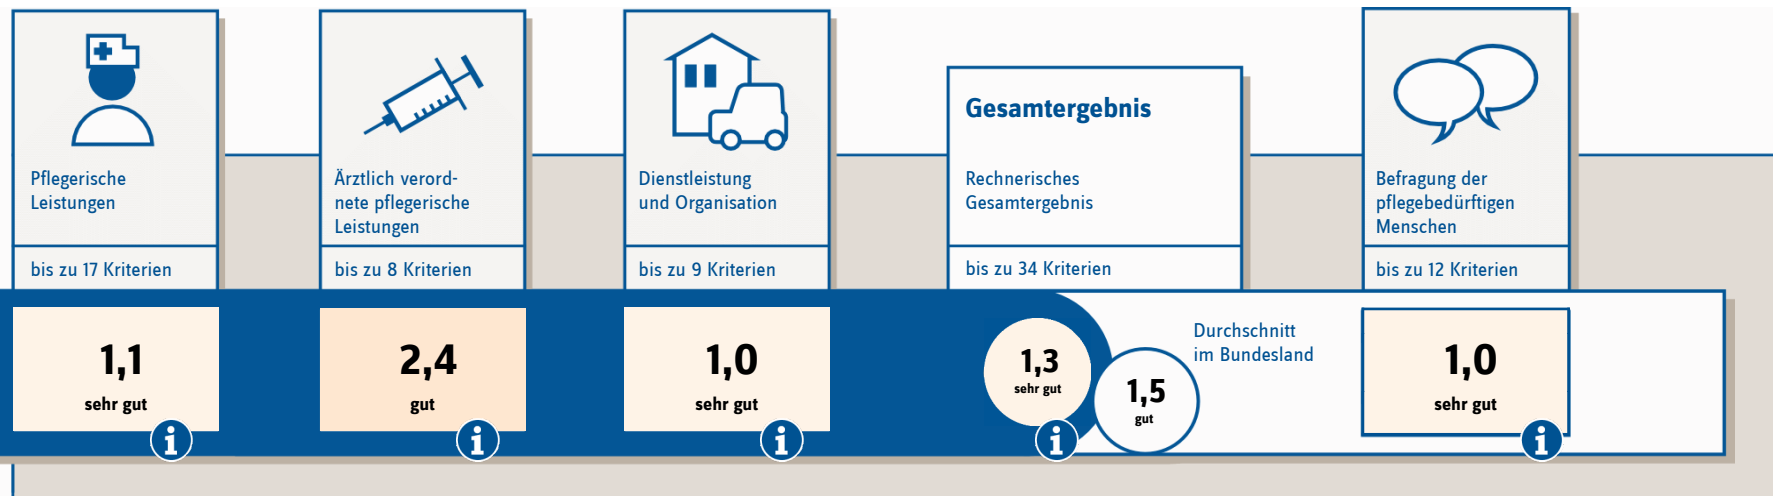 Pflegerische
Leistungen
bis zu 17 Kriterien
1,1
sehr gut
i
Ärztlich verord-
nete pflegerische
Leistungen
bis zu 8 Kriterien
2,4
gut
i
Dienstleistung
und Organisation
bis zu 9 Kriterien
1,0
sehr gut
i
Gesamtergebnis
Rechnerisches
Gesamtergebnis
bis zu 34 Kriterien
1,3
sehr gut
i
Durchschnitt
im Bundesland
1,5
gut
Befragung der
pflegebedürftigen
Menschen
bis zu 12 Kriterien
1,0
sehr gut
i